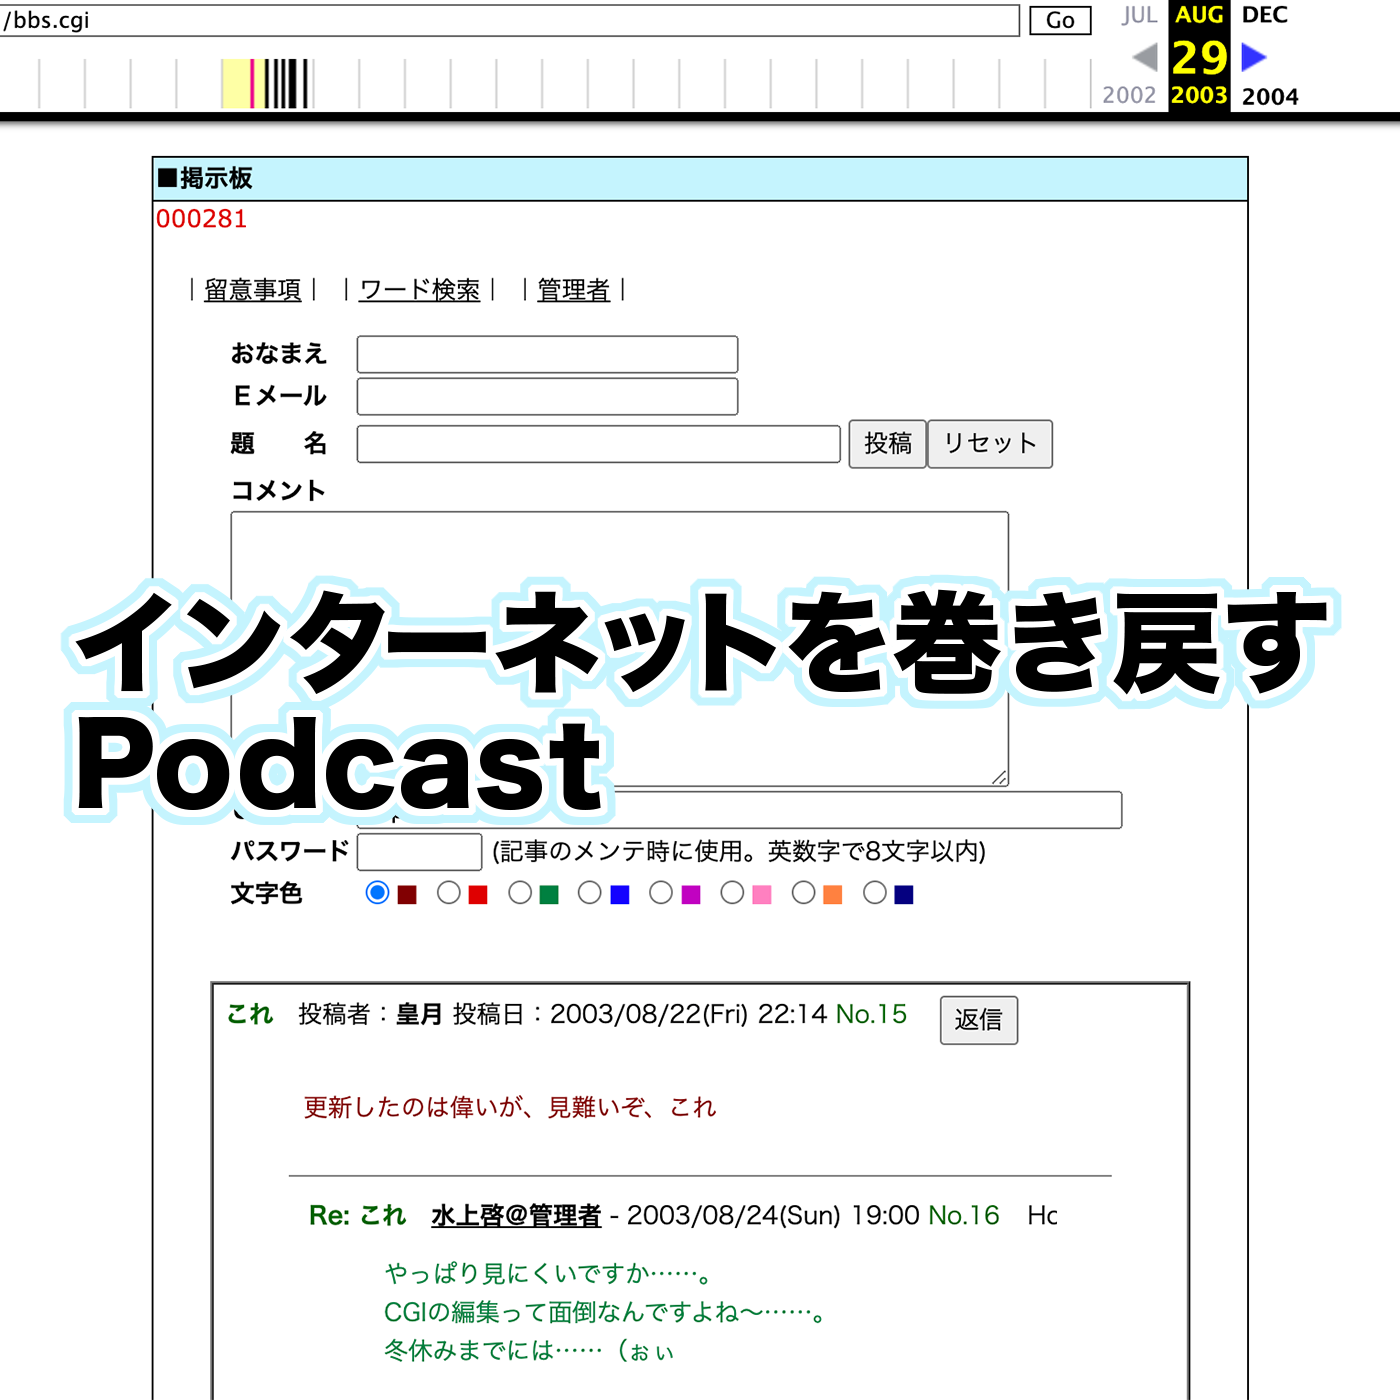 /bbs.cgi
Go
JUL AUG DEC
29
2002 2003 2004
■掲示板
000281
| 留意事項 | | ワード検索 | | 管理者 |
おなまえ
Eメール
題　　名
投稿 リセット
コメント
インターネットを巻き戻す
Podcast
パスワード (記事のメンテ時に使用。英数字で8文字以内)
文字色
これ 投稿者：皐月 投稿日：2003/08/22(Fri) 22:14 No.15 返信
更新したのは偉いが、見難いぞ、これ
Re: これ 水上啓@管理者 - 2003/08/24(Sun) 19:00 No.16 Ho
やっぱり見にくいですか……。
CGIの編集って面倒なんですよね～……。
冬休みまでには……（ぉぃ